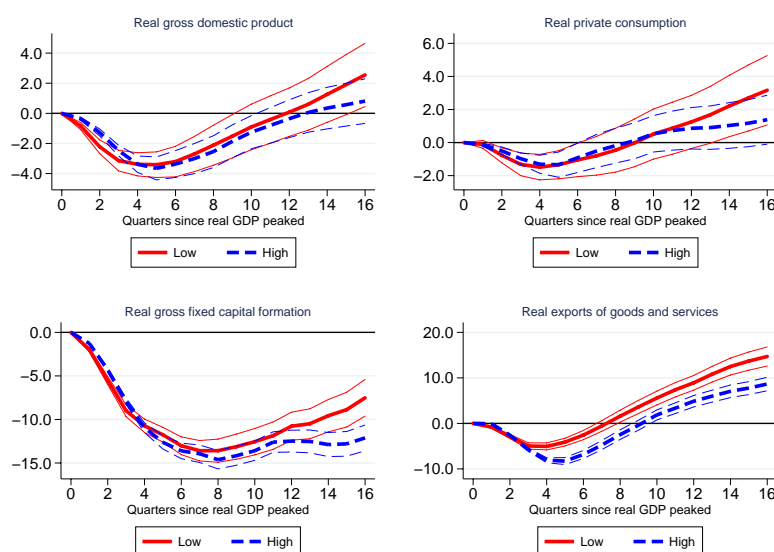 Real gross domestic product
4.0
2.0
0.0
−2.0
−4.0
0 2 4 6 8 10 12 14 16
Quarters since real GDP peaked
Low High
Real private consumption
6.0
4.0
2.0
0.0
−2.0
0 2 4 6 8 10 12 14 16
Quarters since real GDP peaked
Low High
Real gross fixed capital formation
0.0
−5.0
−10.0
−15.0
0 2 4 6 8 10 12 14 16
Quarters since real GDP peaked
Low High
Real exports of goods and services
20.0
10.0
0.0
−10.0
0 2 4 6 8 10 12 14 16
Quarters since real GDP peaked
Low High